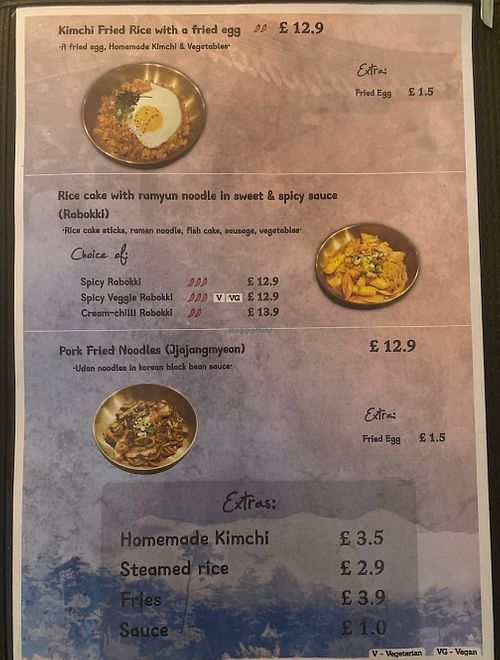 Kimchi Fried Rice with a fried egg £ 12.9
·A fried egg, Homemade Kimchi & Vegetables·
Extra:
Fried Egg £ 1.5
Rice cake with ramyun noodle in sweet & spicy sauce
(Rabokki)
·Rice cake sticks, ramen noodle, fish cake, sausage, vegetables·
Choice of:
Spicy Rabokki £ 12.9
Spicy Veggie Rabokki V VG £ 12.9
Cream-chilli Rabokki £ 13.9
HappyCow
Pork Fried Noodles (Jjajangmyeon) £ 12.9
·Udon noodles in korean black bean sauce·
Extra:
Fried Egg £ 1.5
Extras:
Homemade Kimchi £ 3.5
Steamed rice £ 2.9
Fries £ 3.9
Sauce £ 1.0
V - Vegeterian VG - Vegan